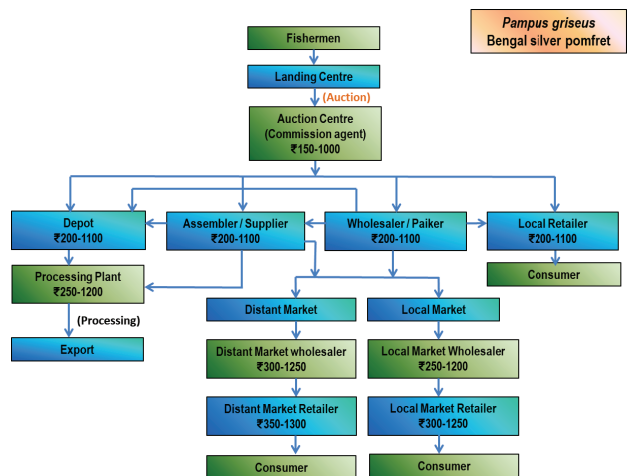 Pampus griseus
Bengal silver pomfret
Fishermen
Landing Centre
(Auction)
Auction Centre
(Commission agent)
₹150-1000
Depot
₹200-1100
Assembler / Supplier
₹200-1100
Wholesaler / Paiker
₹200-1100
Local Retailer
₹200-1100
Processing Plant
₹250-1200
Consumer
(Processing)
Export
Distant Market
Local Market
Distant Market wholesaler
₹300-1250
Local Market Wholesaler
₹250-1200
Distant Market Retailer
₹350-1300
Local Market Retailer
₹300-1250
Consumer
Consumer